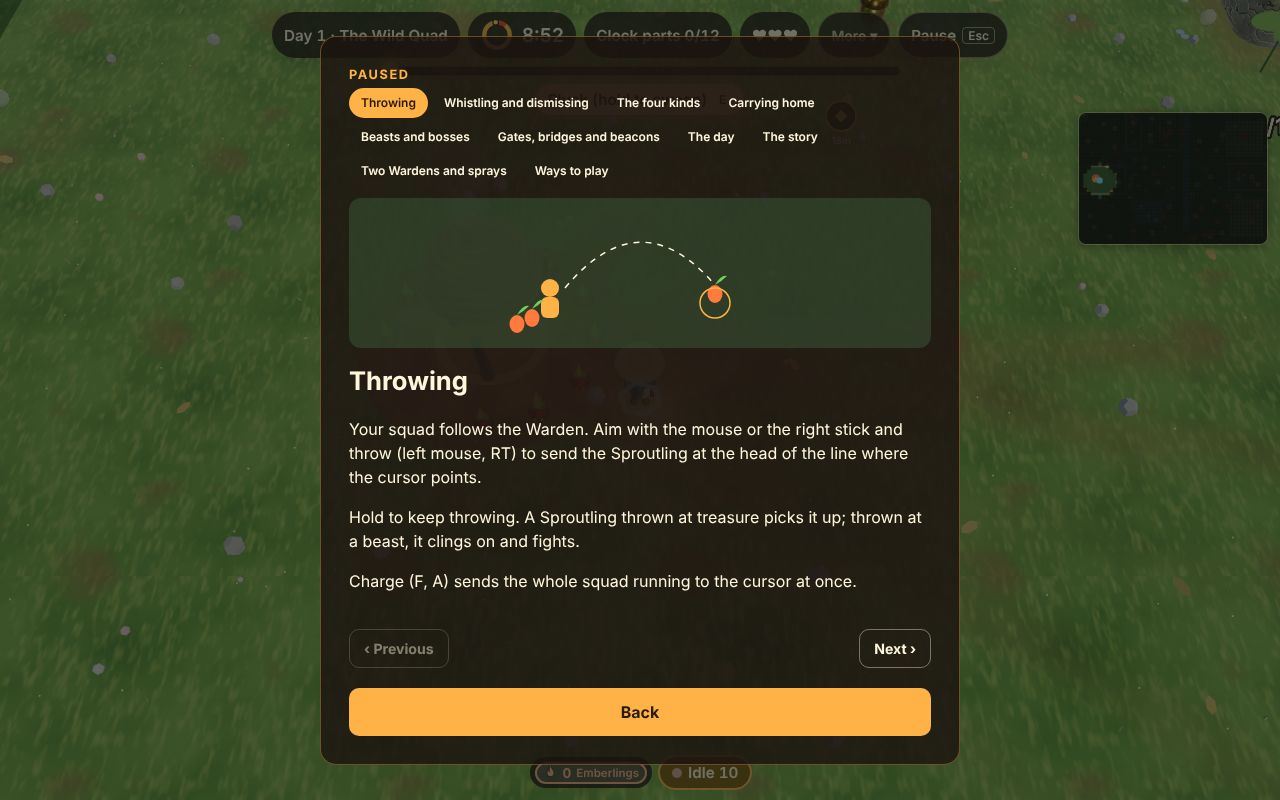 Day 1 · The Wild Quad
8:52
Clock parts 0/12
More ▾
Pause Esc
PAUSED
Throwing
Whistling and dismissing
The four kinds
Carrying home
Beasts and bosses
Gates, bridges and beacons
The day
The story
Two Wardens and sprays
Ways to play
Throwing
Your squad follows the Warden. Aim with the mouse or the right stick and
throw (left mouse, RT) to send the Sproutling at the head of the line where
the cursor points.
Hold to keep throwing. A Sproutling thrown at treasure picks it up; thrown at
a beast, it clings on and fights.
Charge (F, A) sends the whole squad running to the cursor at once.
‹ Previous
Next ›
Back
0 Emberlings
Idle 10